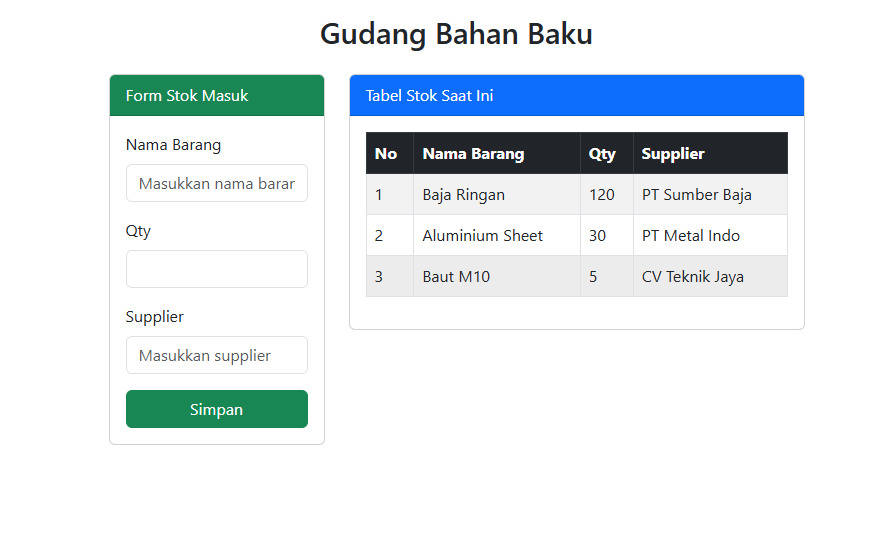 Gudang Bahan Baku
Form Stok Masuk
Nama Barang
Masukkan nama barar
Qty
Supplier
Masukkan supplier
Simpan
Tabel Stok Saat Ini
No Nama Barang Qty Supplier
1 Baja Ringan 120 PT Sumber Baja
2 Aluminium Sheet 30 PT Metal Indo
3 Baut M10 5 CV Teknik Jaya